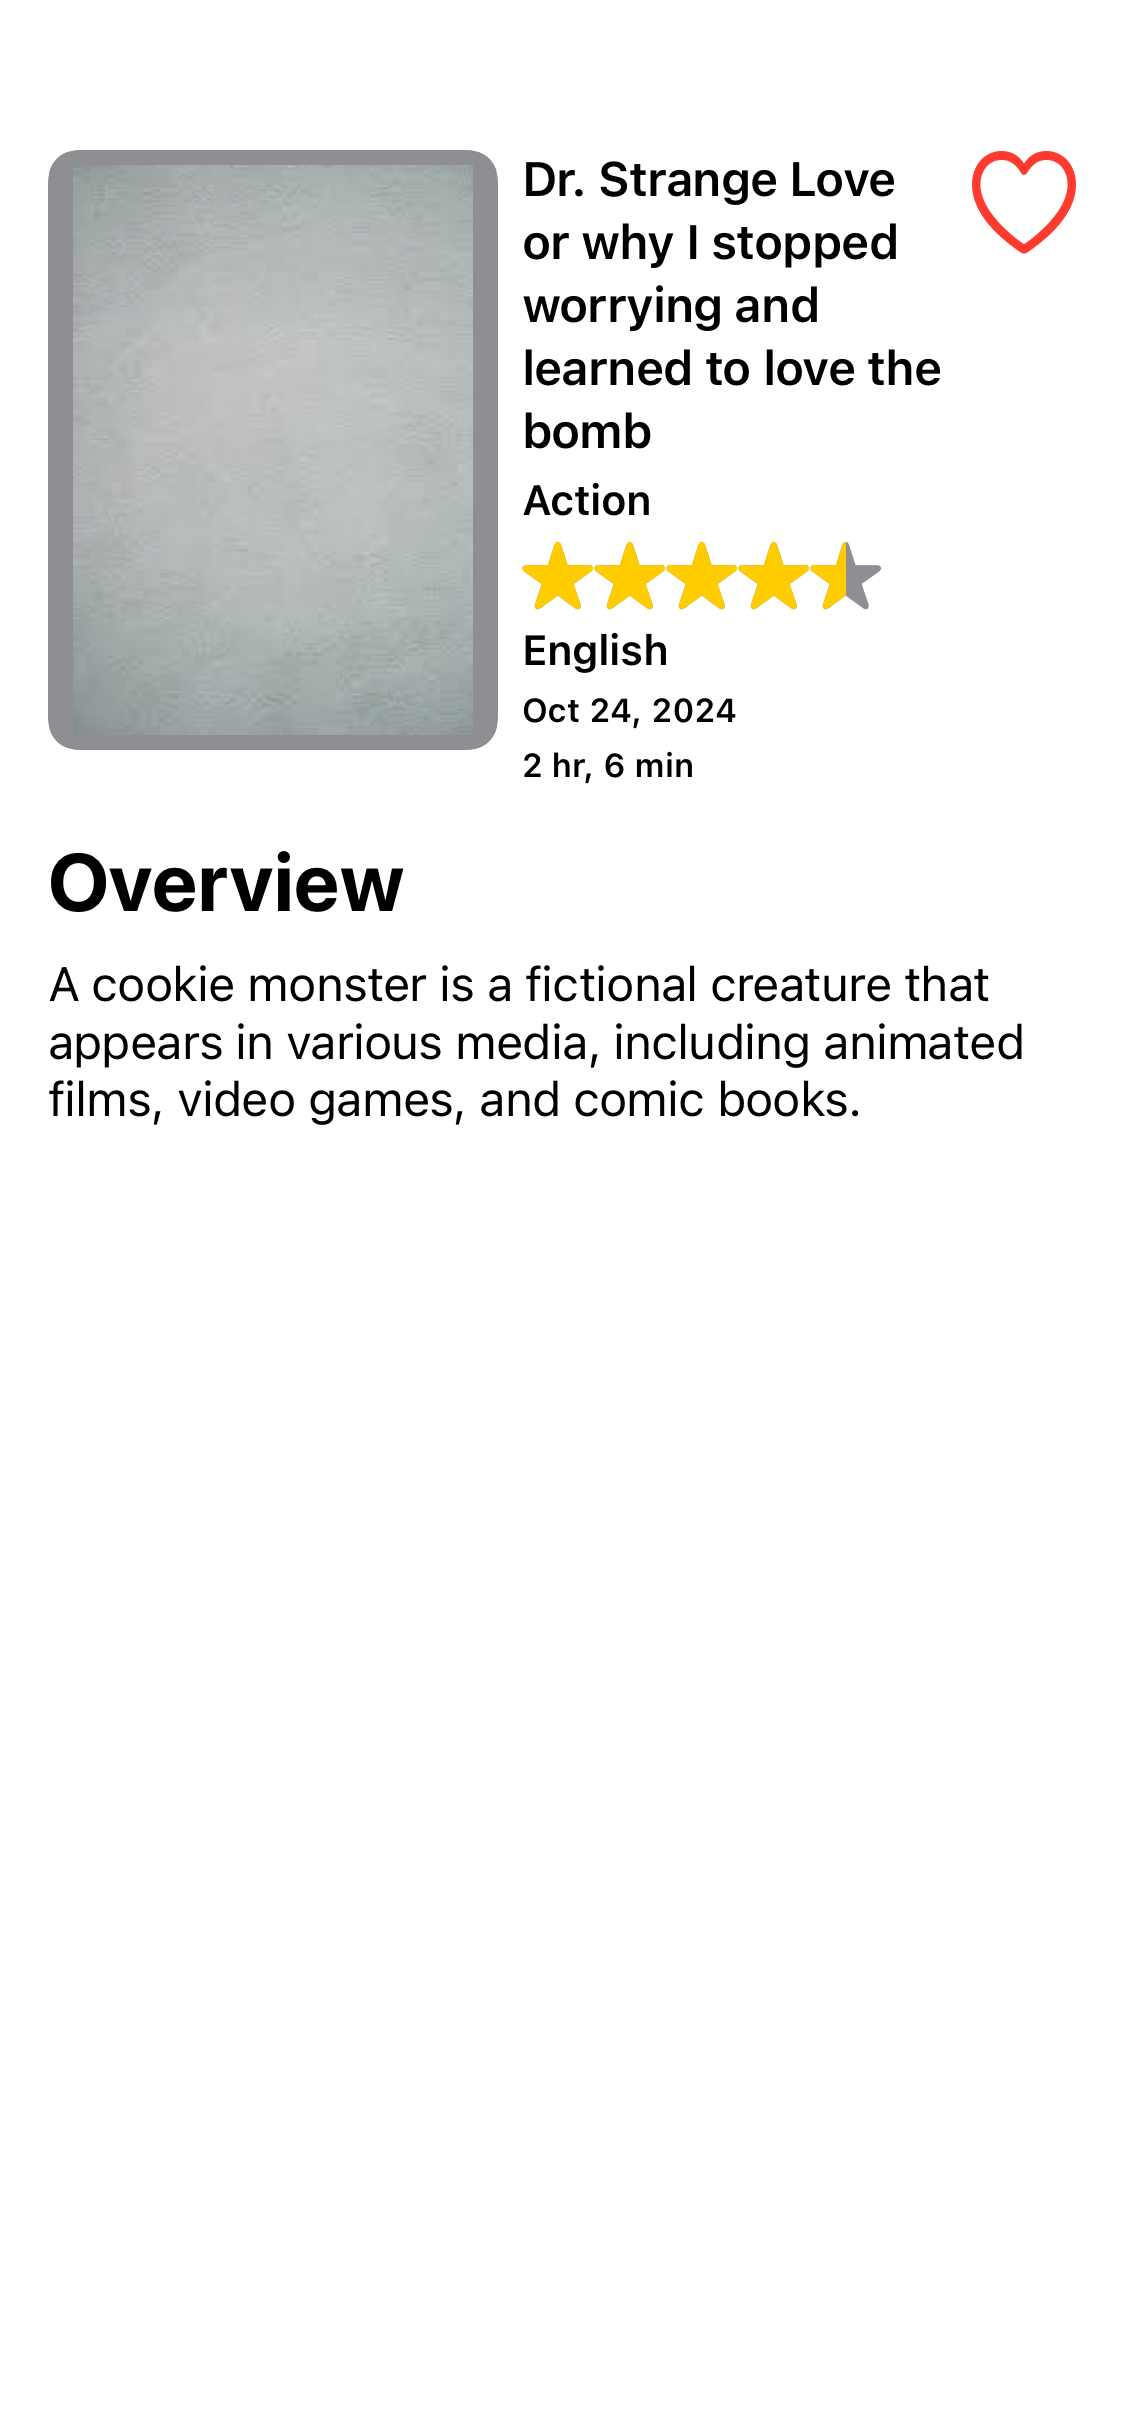 Dr. Strange Love
or why I stopped
worrying and
learned to love the
bomb
Action
English
Oct 24, 2024
2 hr, 6 min
Overview
A cookie monster is a fictional creature that
appears in various media, including animated
films, video games, and comic books.